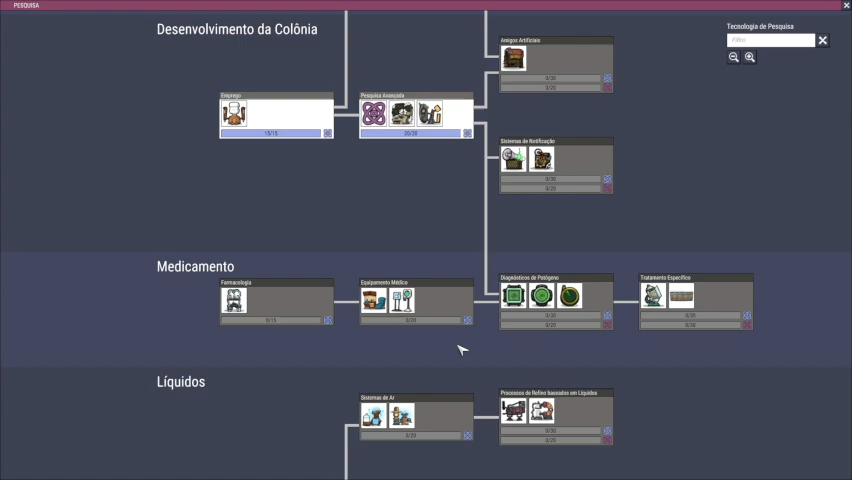 PESQUISA
Desenvolvimento da Colônia
Tecnologia de Pesquisa
Filtro
Amigos Artificiais
0/30
0/20
Emprego
15/15
Pesquisa Avançada
20/20
Sistemas de Notificação
0/30
0/20
Medicamento
Farmacologia
0/15
Equipamento Médico
0/20
Diagnósticos de Patógeno
0/30
0/20
Tratamento Específico
0/35
0/30
Líquidos
Sistemas de Ar
0/20
Processos de Refino baseados em Líquidos
0/30
0/20